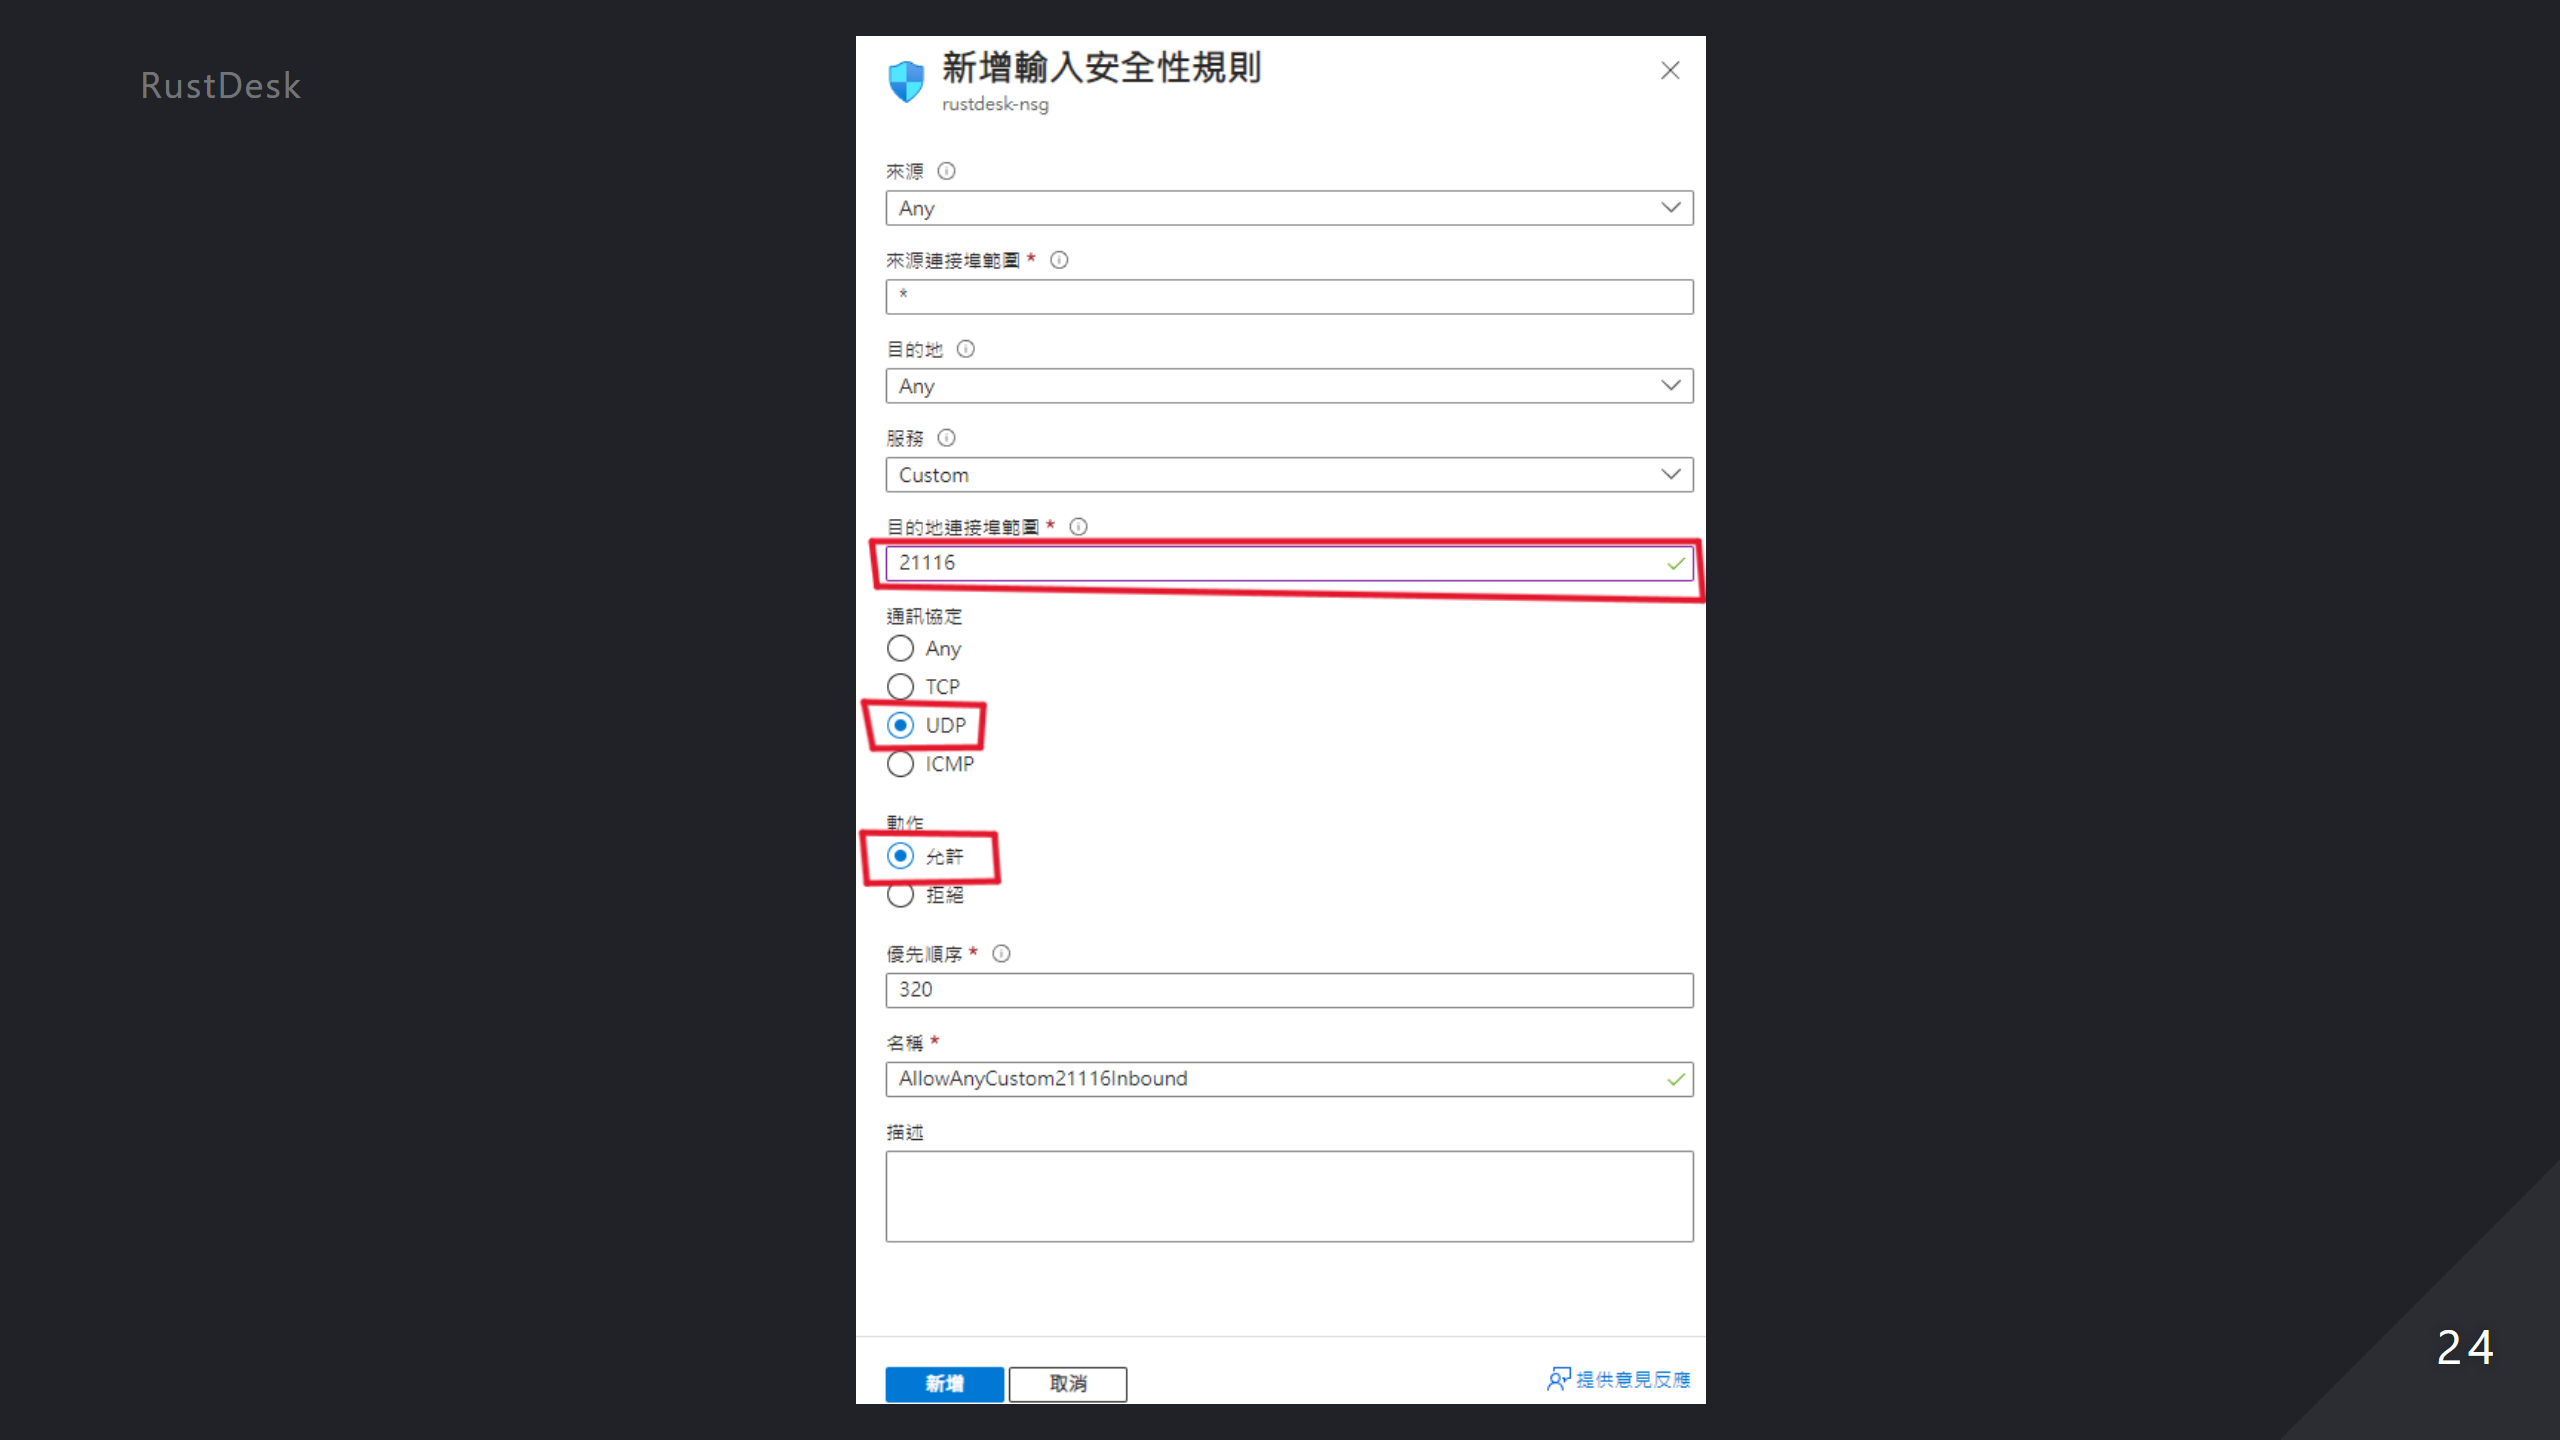 RustDesk
新增輸入安全性規則
rustdesk-nsg
來源
Any
來源連接埠範圍 *
*
目的地
Any
服務
Custom
目的地連接埠範圍 *
21116
通訊協定
Any
TCP
UDP
ICMP
動作
允許
拒絕
優先順序 *
320
名稱 *
AllowAnyCustom21116Inbound
描述
新增
取消
提供意見反應
24